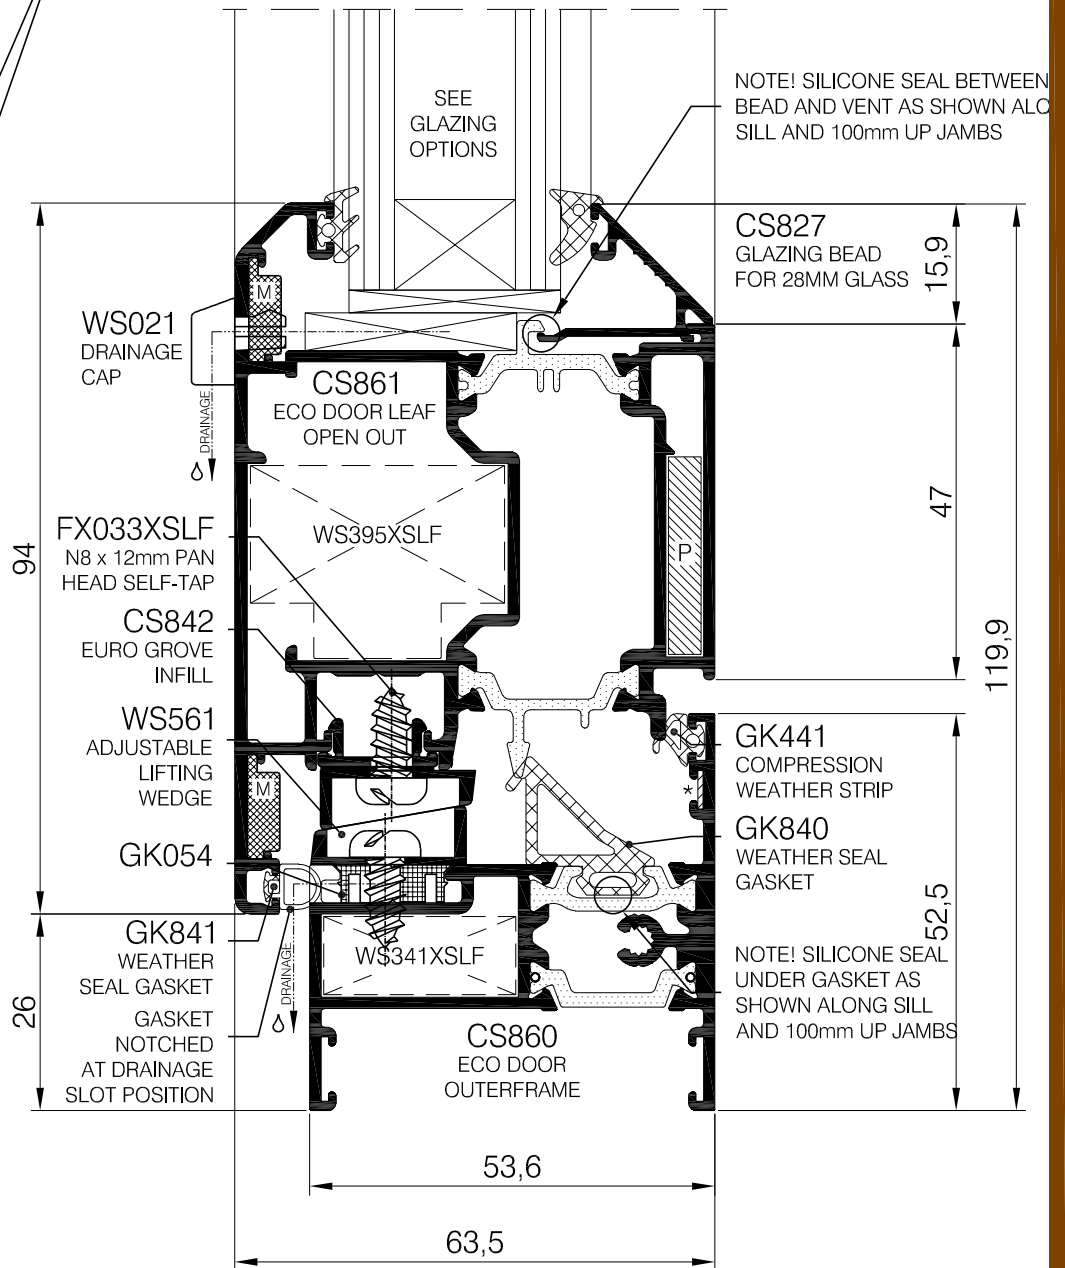 SEE
GLAZING
OPTIONS
NOTE! SILICONE SEAL BETWEEN
BEAD AND VENT AS SHOWN ALO
SILL AND 100mm UP JAMBS
CS827
GLAZING BEAD
FOR 28MM GLASS
15,9
M
WS021
DRAINAGE
CAP
DRAINAGE
CS861
ECO DOOR LEAF
OPEN OUT
47
94
FX033XSLF
N8 x 12mm PAN
HEAD SELF-TAP
WS395XSLF
P
CS842
EURO GROVE
INFILL
119,9
WS561
ADJUSTABLE
LIFTING
WEDGE
M
GK441
COMPRESSION
WEATHER STRIP
*
GK054
GK840
WEATHER SEAL
GASKET
52,5
GK841
WEATHER
SEAL GASKET
GASKET
NOTCHED
AT DRAINAGE
SLOT POSITION
26
DRAINAGE
WS341XSLF
NOTE! SILICONE SEAL
UNDER GASKET AS
SHOWN ALONG SILL
AND 100mm UP JAMBS
CS860
ECO DOOR
OUTERFRAME
53,6
63,5